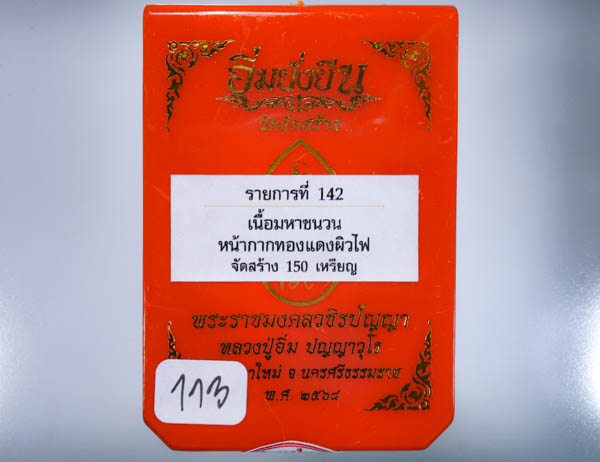 อิ่มยั่งยืน
รายการที่ 142
เนื้อมหาชนวน
หน้ากากทองแดงผิวไฟ
จัดสร้าง 150 เหรียญ
พระราชมงคลวชิรปัญญา
หลวงปู่อิ่ม ปญฺญาวุโธ
ใหม่ จ.นครศรีธรรมราช
พ.ศ. ๒๕๖๘
113